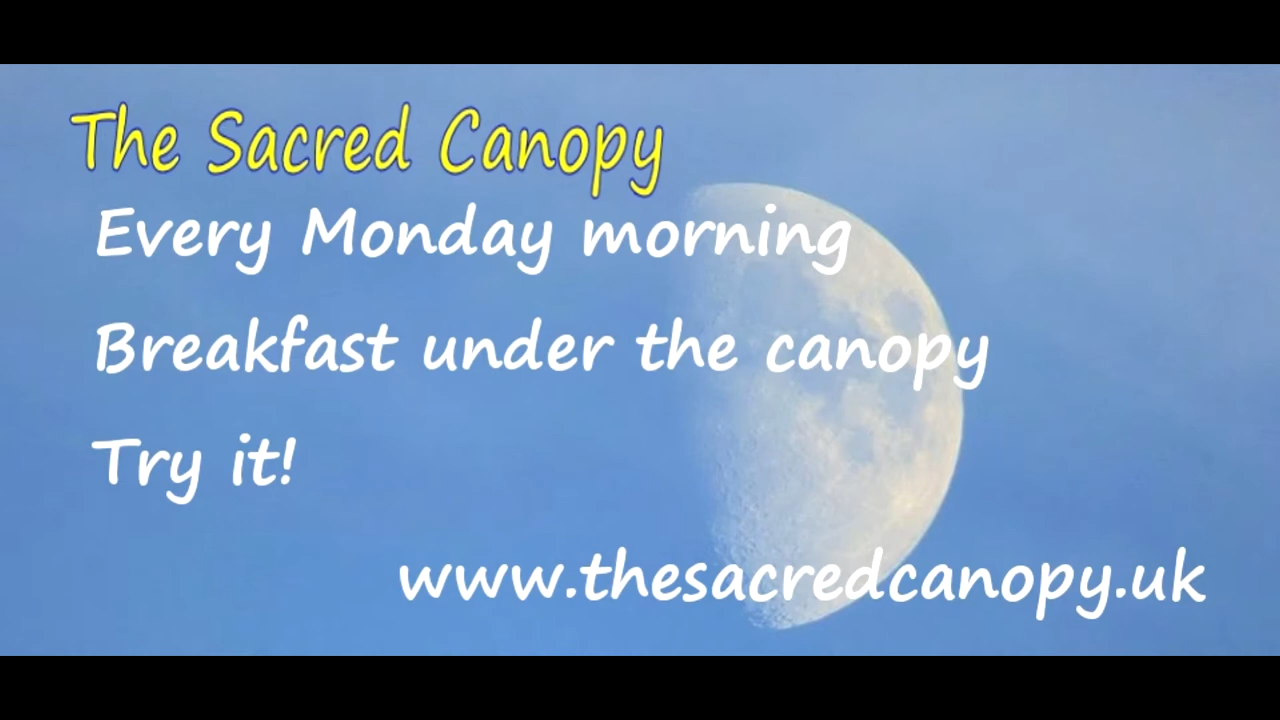 The Sacred Canopy
Every Monday morning
Breakfast under the canopy
Try it!
www.thesacredcanopy.uk